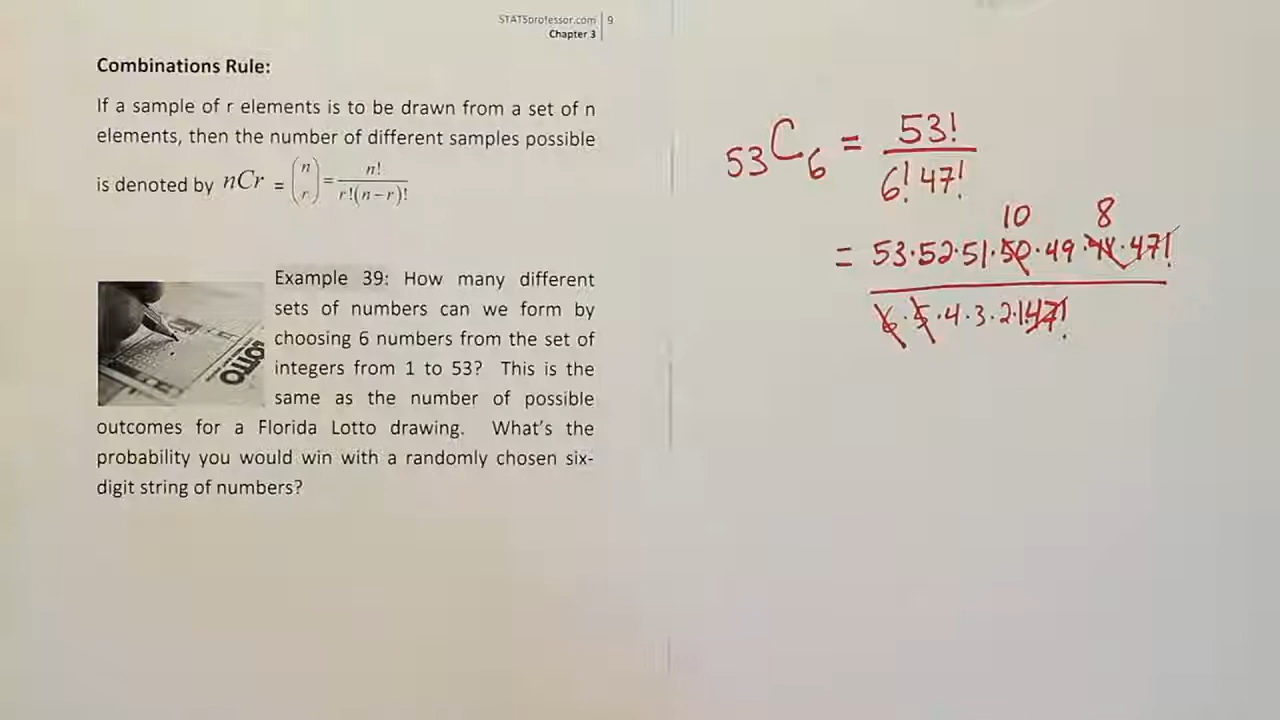 STATSprofessor.com | 9
Chapter 3
Combinations Rule:
If a sample of r elements is to be drawn from a set of n
elements, then the number of different samples possible
is denoted by nCr = (n r) = n! / r!(n−r)!
Example 39: How many different
sets of numbers can we form by
choosing 6 numbers from the set of
integers from 1 to 53? This is the
same as the number of possible
outcomes for a Florida Lotto drawing. What's the
probability you would win with a randomly chosen six-
digit string of numbers?
LOTTO
53C6 = 53! / 6! 47!
10 8
= 53·52·51·50·49·48·47!
6·5·4·3·2·1·47!